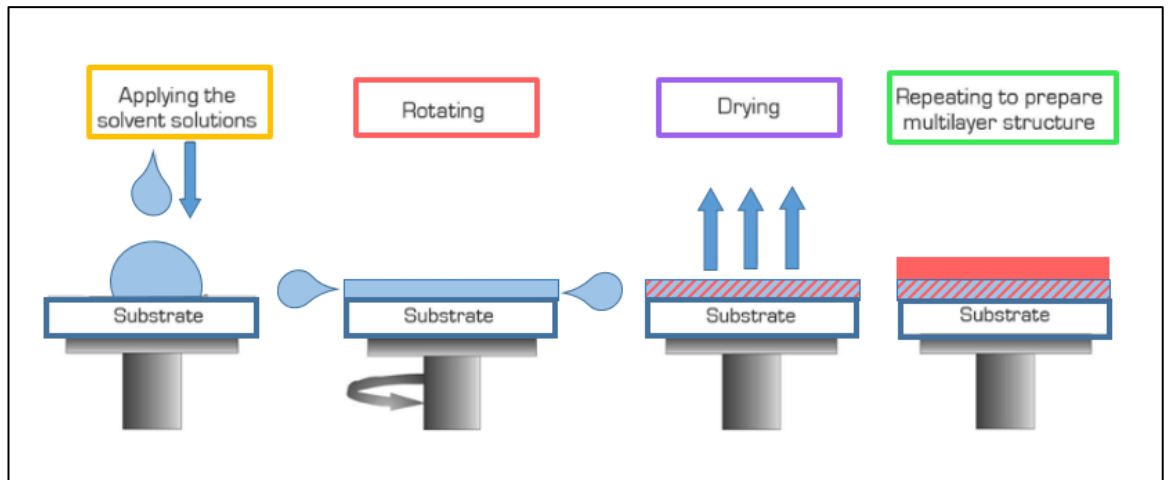 Applying the
solvent solutions
Rotating
Drying
Repeating to prepare
multilayer structure
Substrate
Substrate
Substrate
Substrate